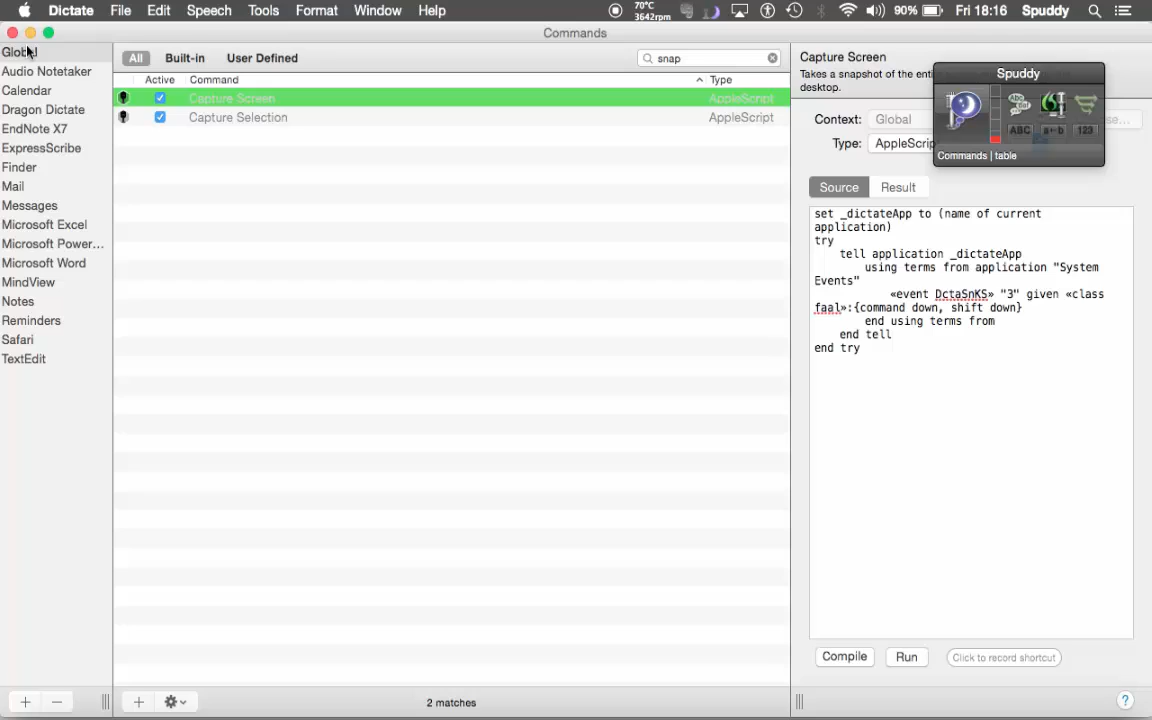 Dictate File Edit Speech Tools Format Window Help 70°C 3642rpm 90% Fri 18:16 Spuddy
Commands
Global
Audio Notetaker
Calendar
Dragon Dictate
EndNote X7
ExpressScribe
Finder
Mail
Messages
Microsoft Excel
Microsoft Power...
Microsoft Word
MindView
Notes
Reminders
Safari
TextEdit
All Built-in User Defined snap
Active Command Type
Capture Screen AppleScript
Capture Selection AppleScript
2 matches
Capture Screen
Takes a snapshot of the enti
desktop.
Context: Global se...
Type: AppleScrip
Spuddy
ABC 123
Commands | table
Source Result
set _dictateApp to (name of current
application)
try
tell application _dictateApp
using terms from application "System
Events"
«event DctaSnKS» "3" given «class
faal»:{command down, shift down}
end using terms from
end tell
end try
Compile Run Click to record shortcut
?